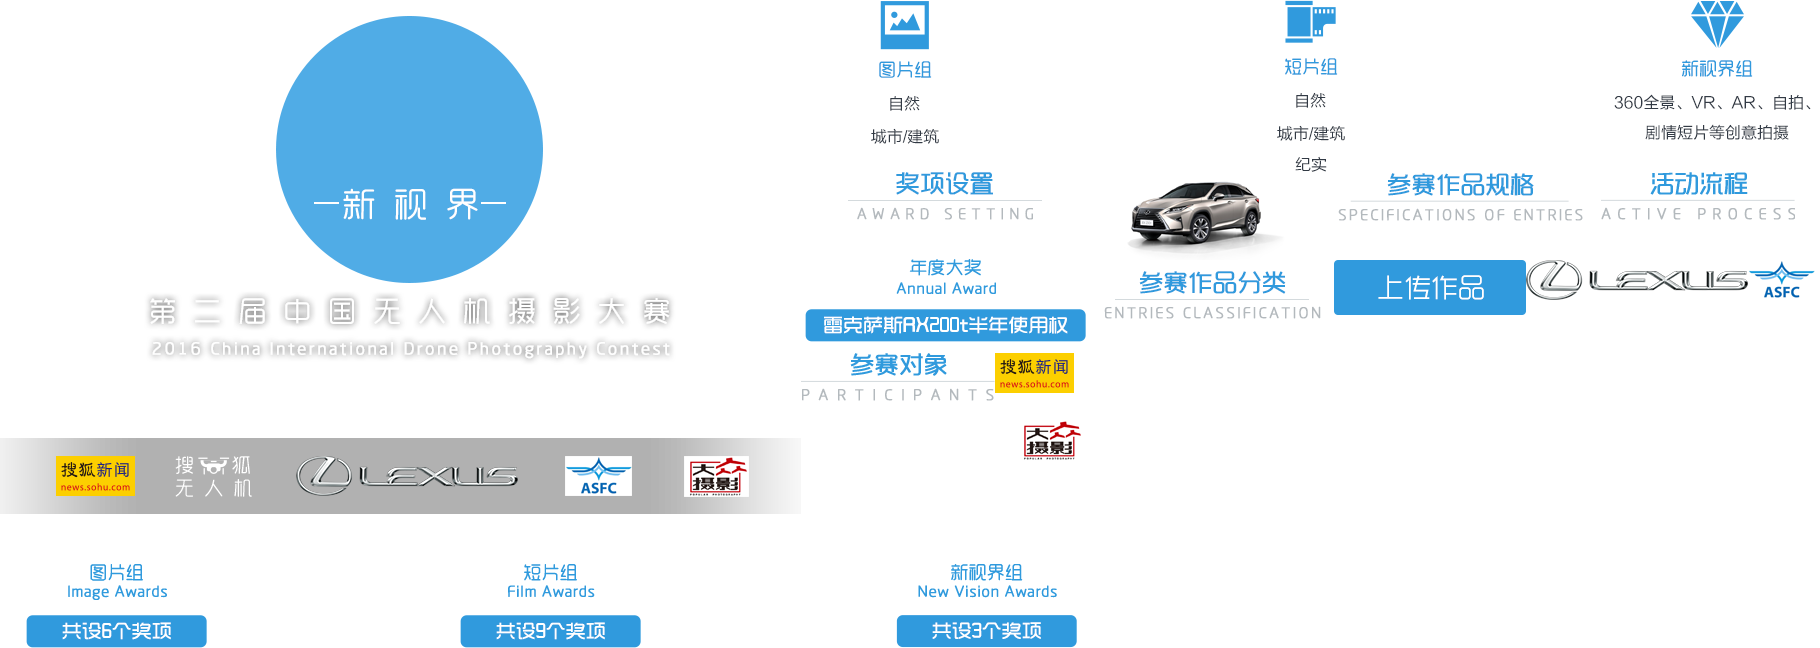 新视界
第二届中国无人机摄影大赛
2016 China International Drone Photography Contest
搜狐新闻
news.sohu.com
搜狐
无人机
LEXUS
ASFC
大众
摄影
POPULAR PHOTOGRAPHY
图片组
Image Awards
共设6个奖项
短片组
Film Awards
共设9个奖项
新视界组
New Vision Awards
共设3个奖项
图片组
自然
城市/建筑
奖项设置
AWARD SETTING
年度大奖
Annual Award
雷克萨斯RX200t半年使用权
参赛对象
PARTICIPANTS
搜狐新闻
news.sohu.com
大众
摄影
POPULAR PHOTOGRAPHY
短片组
自然
城市/建筑
纪实
参赛作品分类
ENTRIES CLASSIFICATION
参赛作品规格
SPECIFICATIONS OF ENTRIES
上传作品
新视界组
360全景、VR、AR、自拍、
剧情短片等创意拍摄
活动流程
ACTIVE PROCESS
LEXUS
ASFC